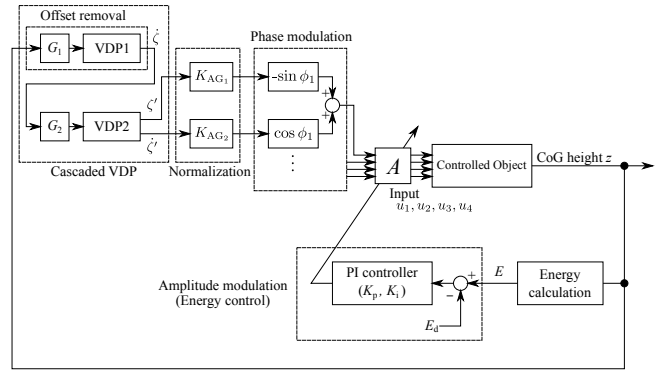 Offset removal
G₁
VDP1
ζ̇
G₂
VDP2
ζ′
ζ̇′
Cascaded VDP
K_AG₁
K_AG₂
Normalization
Phase modulation
-sin ϕ₁
+
+
cos ϕ₁
⋮
A
Input
u₁, u₂, u₃, u₄
Controlled Object
CoG height z
Amplitude modulation
(Energy control)
PI controller
(Kₚ, Kᵢ)
+
−
E_d
E
Energy
calculation